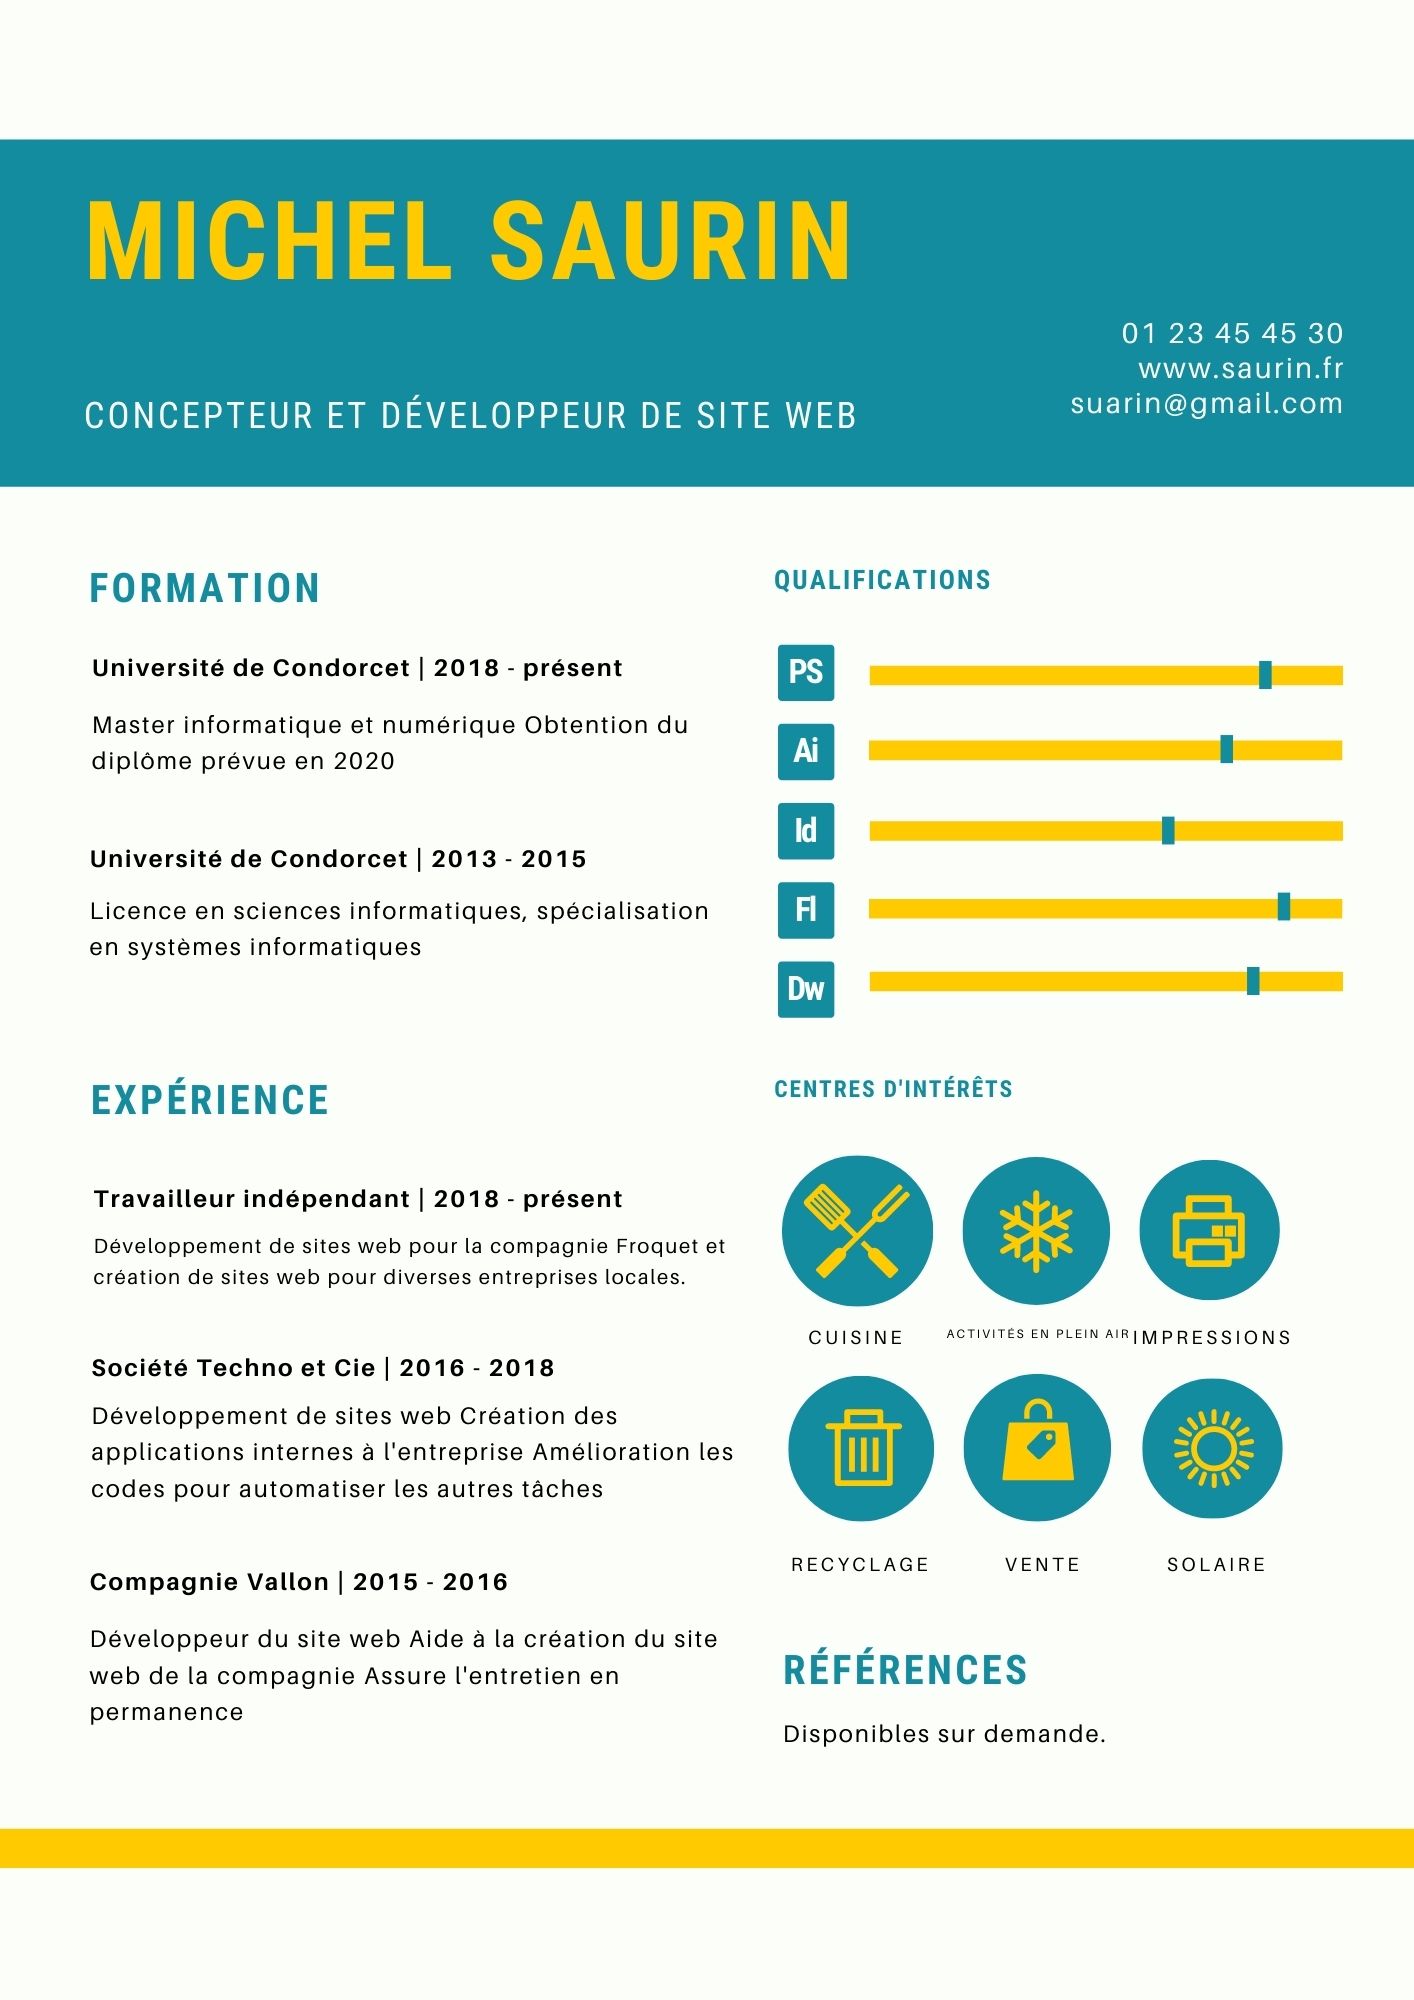 MICHEL SAURIN
CONCEPTEUR ET DÉVELOPPEUR DE SITE WEB
01 23 45 45 30
www.saurin.fr
suarin@gmail.com
FORMATION
Université de Condorcet | 2018 - présent
Master informatique et numérique Obtention du
diplôme prévue en 2020
Université de Condorcet | 2013 - 2015
Licence en sciences informatiques, spécialisation
en systèmes informatiques
EXPÉRIENCE
Travailleur indépendant | 2018 - présent
Développement de sites web pour la compagnie Froquet et
création de sites web pour diverses entreprises locales.
Société Techno et Cie | 2016 - 2018
Développement de sites web Création des
applications internes à l'entreprise Amélioration les
codes pour automatiser les autres tâches
Compagnie Vallon | 2015 - 2016
Développeur du site web Aide à la création du site
web de la compagnie Assure l'entretien en
permanence
QUALIFICATIONS
PS
Ai
Id
Fl
Dw
CENTRES D'INTÉRÊTS
CUISINE
ACTIVITÉS EN PLEIN AIR
IMPRESSIONS
RECYCLAGE
VENTE
SOLAIRE
RÉFÉRENCES
Disponibles sur demande.